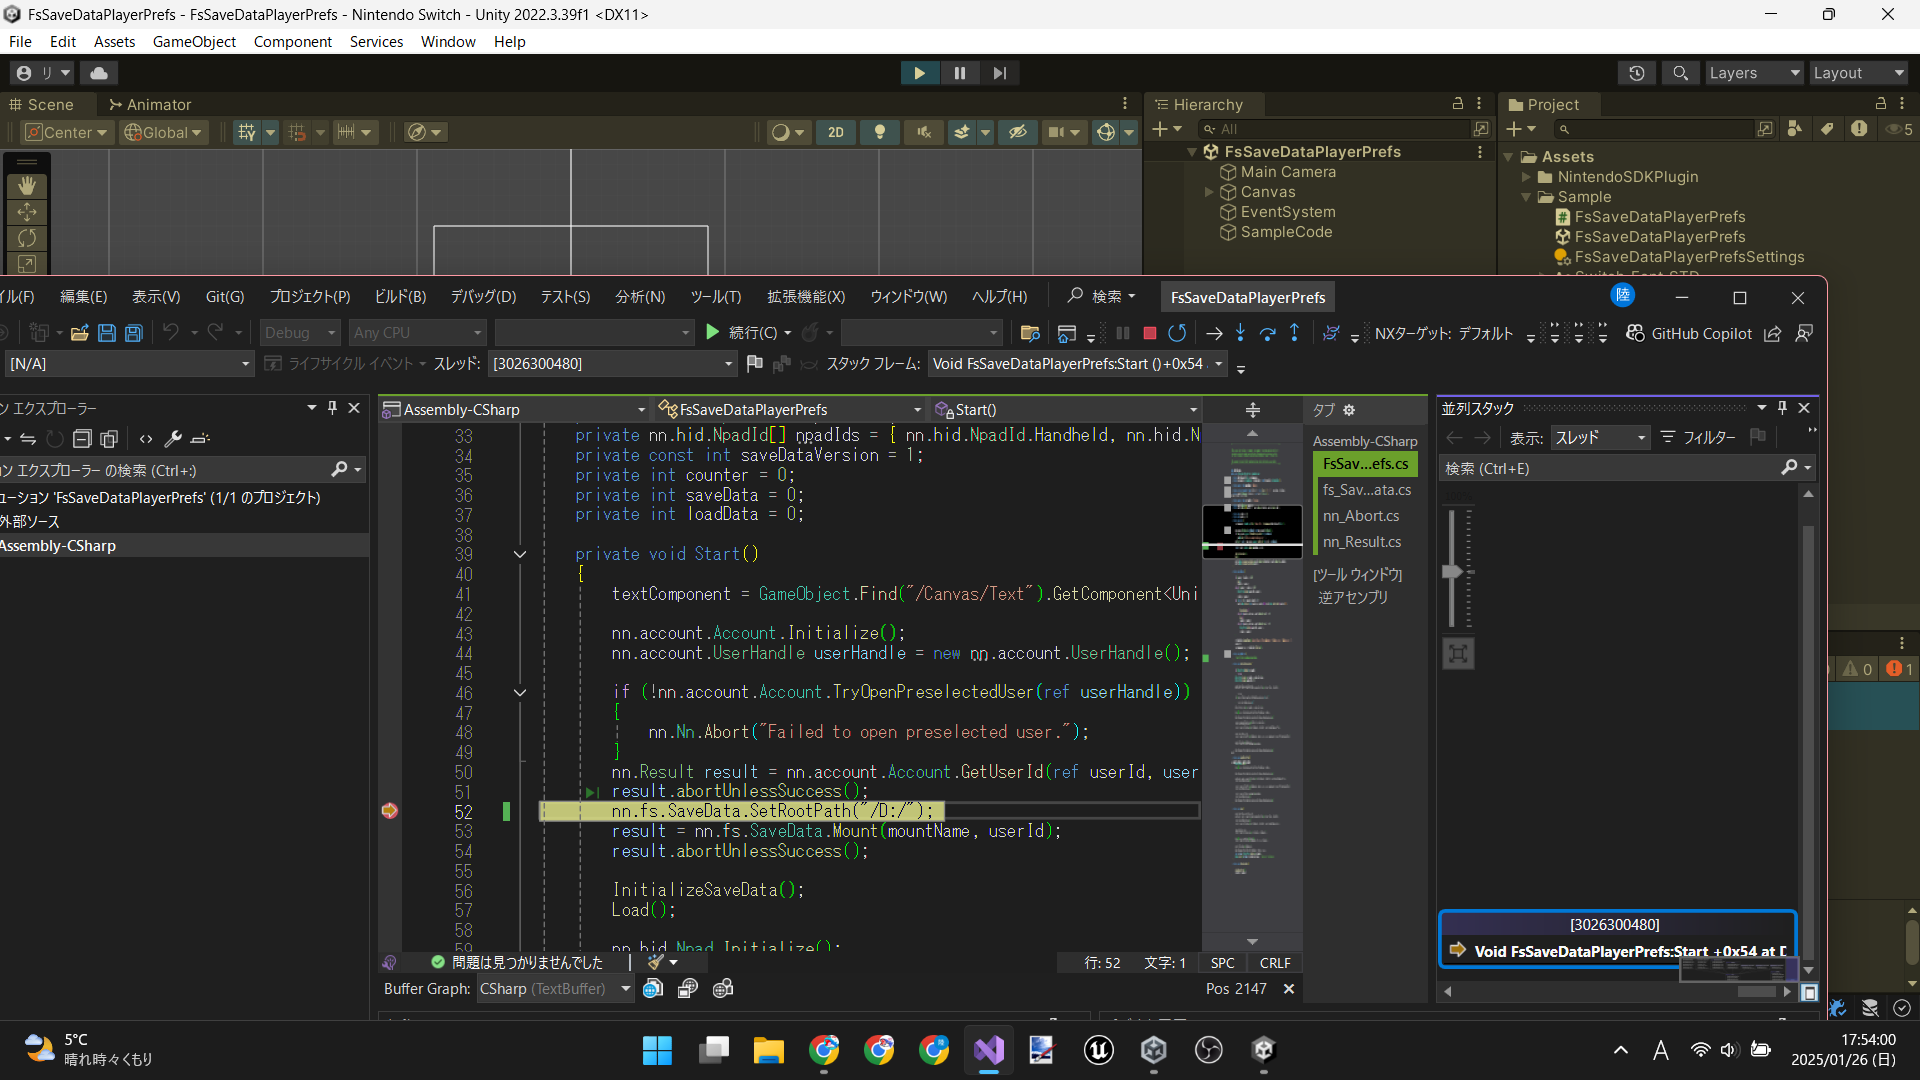 FsSaveDataPlayerPrefs - FsSaveDataPlayerPrefs - Nintendo Switch - Unity 2022.3.39f1 <DX11>
File Edit Assets GameObject Component Services Window Help
リ
Layers Layout
Scene Animator Hierarchy Project
Center Global 2D All 5
FsSaveDataPlayerPrefs
Main Camera
Canvas
EventSystem
SampleCode
Assets
NintendoSDKPlugin
Sample
FsSaveDataPlayerPrefs
FsSaveDataPlayerPrefs
FsSaveDataPlayerPrefsSettings
イル(F) 編集(E) 表示(V) Git(G) プロジェクト(P) ビルド(B) デバッグ(D) テスト(S) 分析(N) ツール(T) 拡張機能(X) ウィンドウ(W) ヘルプ(H) 検索 FsSaveDataPlayerPrefs 陸
Debug Any CPU 続行(C) NXターゲット: デフォルト GitHub Copilot
[N/A] ライフサイクル イベント スレッド: [3026300480] スタック フレーム: Void FsSaveDataPlayerPrefs:Start ()+0x54
ン エクスプローラー
ン エクスプローラー の検索 (Ctrl+;)
ューション 'FsSaveDataPlayerPrefs' (1/1 のプロジェクト)
外部ソース
Assembly-CSharp
Assembly-CSharp FsSaveDataPlayerPrefs Start()
33 private nn.hid.NpadId[] npadIds = { nn.hid.NpadId.Handheld, nn.hid.N
34 private const int saveDataVersion = 1;
35 private int counter = 0;
36 private int saveData = 0;
37 private int loadData = 0;
38
39 private void Start()
40 {
41 textComponent = GameObject.Find("/Canvas/Text").GetComponent<Uni
42
43 nn.account.Account.Initialize();
44 nn.account.UserHandle userHandle = new nn.account.UserHandle();
45
46 if (!nn.account.Account.TryOpenPreselectedUser(ref userHandle))
47 {
48 nn.Nn.Abort("Failed to open preselected user.");
49 }
50 nn.Result result = nn.account.Account.GetUserId(ref userId, user
51 result.abortUnlessSuccess();
52 nn.fs.SaveData.SetRootPath("/D:/");
53 result = nn.fs.SaveData.Mount(mountName, userId);
54 result.abortUnlessSuccess();
55
56 InitializeSaveData();
57 Load();
58
59 nn.hid.Npad.Initialize();
問題は見つかりませんでした 行: 52 文字: 1 SPC CRLF
Buffer Graph: CSharp (TextBuffer) Pos 2147
タブ
Assembly-CSharp
FsSav...efs.cs
fs_Sav...ata.cs
nn_Abort.cs
nn_Result.cs
[ツール ウィンドウ]
逆アセンブリ
並列スタック
表示: スレッド フィルター
検索 (Ctrl+E)
[3026300480]
Void FsSaveDataPlayerPrefs:Start +0x54 at D
0 1
5°C
晴れ時々くもり
A
17:54:00
2025/01/26 (日)